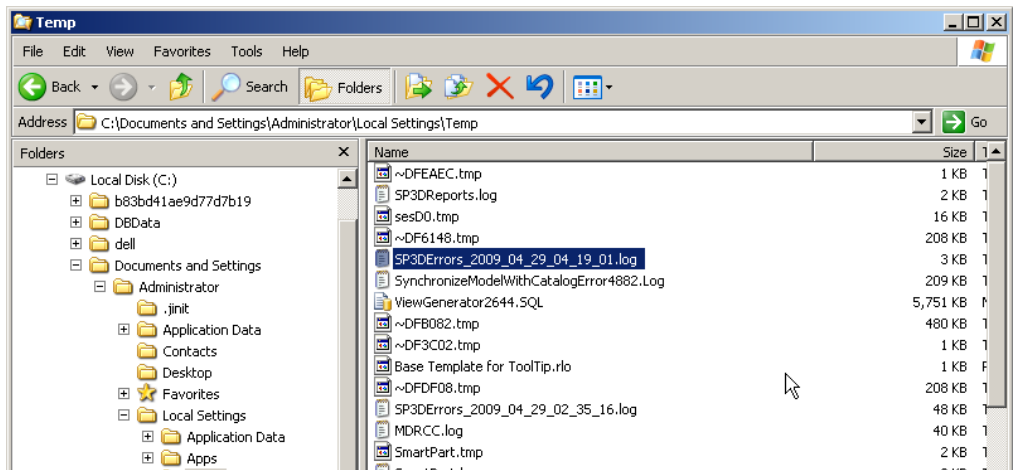 Temp
File Edit View Favorites Tools Help
Back Search Folders
Address C:\Documents and Settings\Administrator\Local Settings\Temp Go
Folders
Local Disk (C:)
b83bd41ae9d77d7b19
DBData
dell
Documents and Settings
Administrator
.jinit
Application Data
Contacts
Desktop
Favorites
Local Settings
Application Data
Apps
Name Size
~DFEAEC.tmp 1 KB
SP3DReports.log 2 KB
sesD0.tmp 16 KB
~DF6148.tmp 208 KB
SP3DErrors_2009_04_29_04_19_01.log 3 KB
SynchronizeModelWithCatalogError4882.Log 209 KB
ViewGenerator2644.SQL 5,751 KB
~DFB082.tmp 480 KB
~DF3C02.tmp 1 KB
Base Template for ToolTip.rlo 1 KB
~DFDF08.tmp 208 KB
SP3DErrors_2009_04_29_02_35_16.log 48 KB
MDRCC.log 40 KB
SmartPart.tmp 2 KB